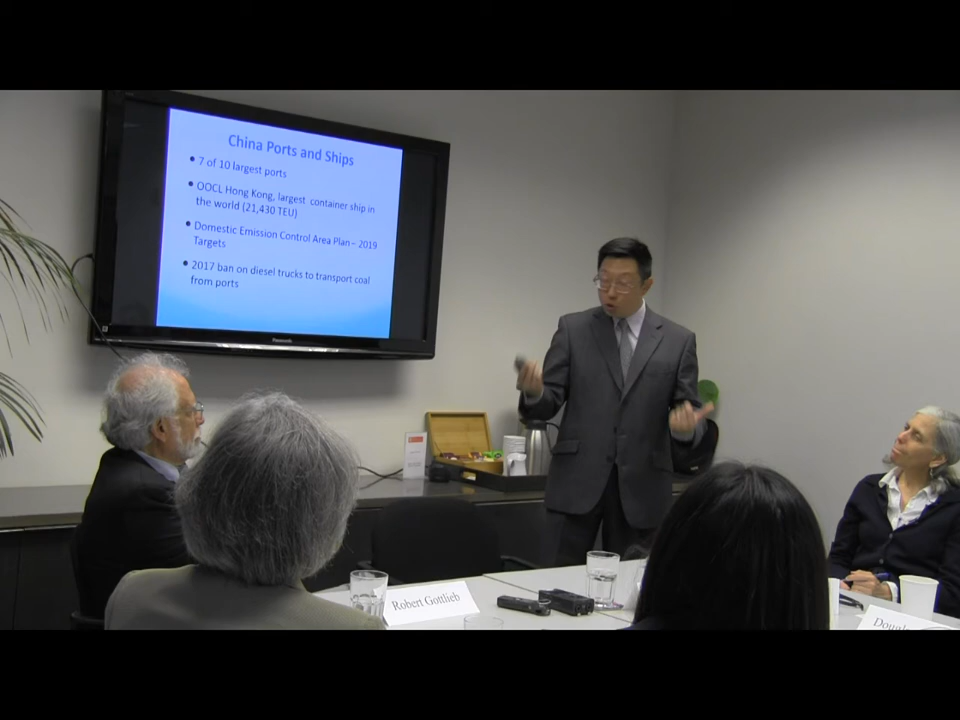 China Ports and Ships
• 7 of 10 largest ports
• OOCL Hong Kong, largest container ship in
the world (21,430 TEU)
• Domestic Emission Control Area Plan – 2019
Targets
• 2017 ban on diesel trucks to transport coal
from ports
Panasonic
Robert Gottlieb